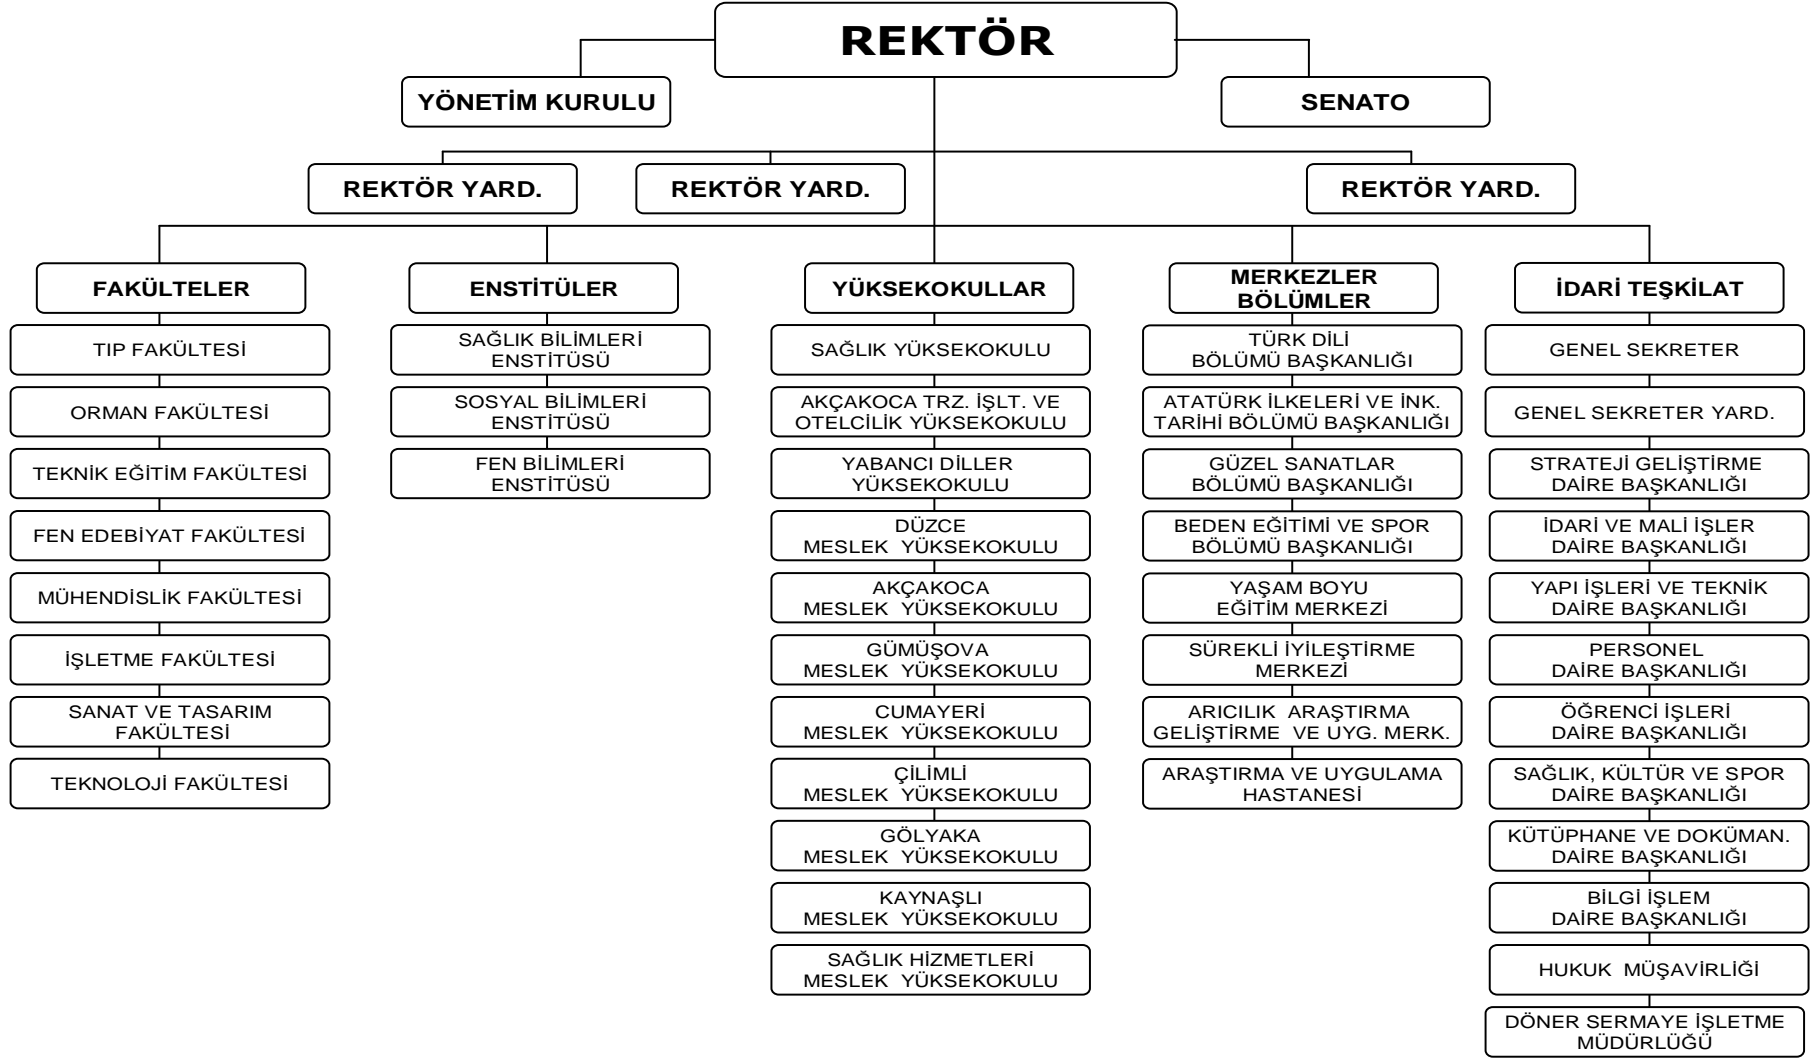 REKTÖR
YÖNETİM KURULU
SENATO
REKTÖR YARD.
REKTÖR YARD.
REKTÖR YARD.
FAKÜLTELER
TIP FAKÜLTESİ
ORMAN FAKÜLTESİ
TEKNİK EĞİTİM FAKÜLTESİ
FEN EDEBİYAT FAKÜLTESİ
MÜHENDİSLİK FAKÜLTESİ
İŞLETME FAKÜLTESİ
SANAT VE TASARIM
FAKÜLTESİ
TEKNOLOJİ FAKÜLTESİ
ENSTİTÜLER
SAĞLIK BİLİMLERİ
ENSTİTÜSÜ
SOSYAL BİLİMLERİ
ENSTİTÜSÜ
FEN BİLİMLERİ
ENSTİTÜSÜ
YÜKSEKOKULLAR
SAĞLIK YÜKSEKOKULU
AKÇAKOCA TRZ. İŞLT. VE
OTELCİLİK YÜKSEKOKULU
YABANCI DİLLER
YÜKSEKOKULU
DÜZCE
MESLEK YÜKSEKOKULU
AKÇAKOCA
MESLEK YÜKSEKOKULU
GÜMÜŞOVA
MESLEK YÜKSEKOKULU
CUMAYERİ
MESLEK YÜKSEKOKULU
ÇİLİMLİ
MESLEK YÜKSEKOKULU
GÖLYAKA
MESLEK YÜKSEKOKULU
KAYNAŞLI
MESLEK YÜKSEKOKULU
SAĞLIK HİZMETLERİ
MESLEK YÜKSEKOKULU
MERKEZLER
BÖLÜMLER
TÜRK DİLİ
BÖLÜMÜ BAŞKANLIĞI
ATATÜRK İLKELERİ VE İNK.
TARİHİ BÖLÜMÜ BAŞKANLIĞI
GÜZEL SANATLAR
BÖLÜMÜ BAŞKANLIĞI
BEDEN EĞİTİMİ VE SPOR
BÖLÜMÜ BAŞKANLIĞI
YAŞAM BOYU
EĞİTİM MERKEZİ
SÜREKLİ İYİLEŞTİRME
MERKEZİ
ARICILIK ARAŞTIRMA
GELİŞTİRME VE UYG. MERK.
ARAŞTIRMA VE UYGULAMA
HASTANESİ
İDARİ TEŞKİLAT
GENEL SEKRETER
GENEL SEKRETER YARD.
STRATEJİ GELİŞTİRME
DAİRE BAŞKANLIĞI
İDARİ VE MALİ İŞLER
DAİRE BAŞKANLIĞI
YAPI İŞLERİ VE TEKNİK
DAİRE BAŞKANLIĞI
PERSONEL
DAİRE BAŞKANLIĞI
ÖĞRENCİ İŞLERİ
DAİRE BAŞKANLIĞI
SAĞLIK, KÜLTÜR VE SPOR
DAİRE BAŞKANLIĞI
KÜTÜPHANE VE DOKÜMAN.
DAİRE BAŞKANLIĞI
BİLGİ İŞLEM
DAİRE BAŞKANLIĞI
HUKUK MÜŞAVİRLİĞİ
DÖNER SERMAYE İŞLETME
MÜDÜRLÜĞÜ